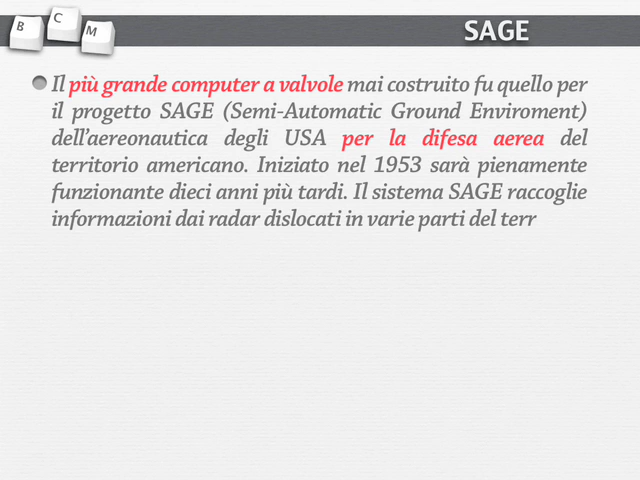 B C M
SAGE
Il più grande computer a valvole mai costruito fu quello per
il progetto SAGE (Semi-Automatic Ground Enviroment)
dell'aereonautica degli USA per la difesa aerea del
territorio americano. Iniziato nel 1953 sarà pienamente
funzionante dieci anni più tardi. Il sistema SAGE raccoglie
informazioni dai radar dislocati in varie parti del terr